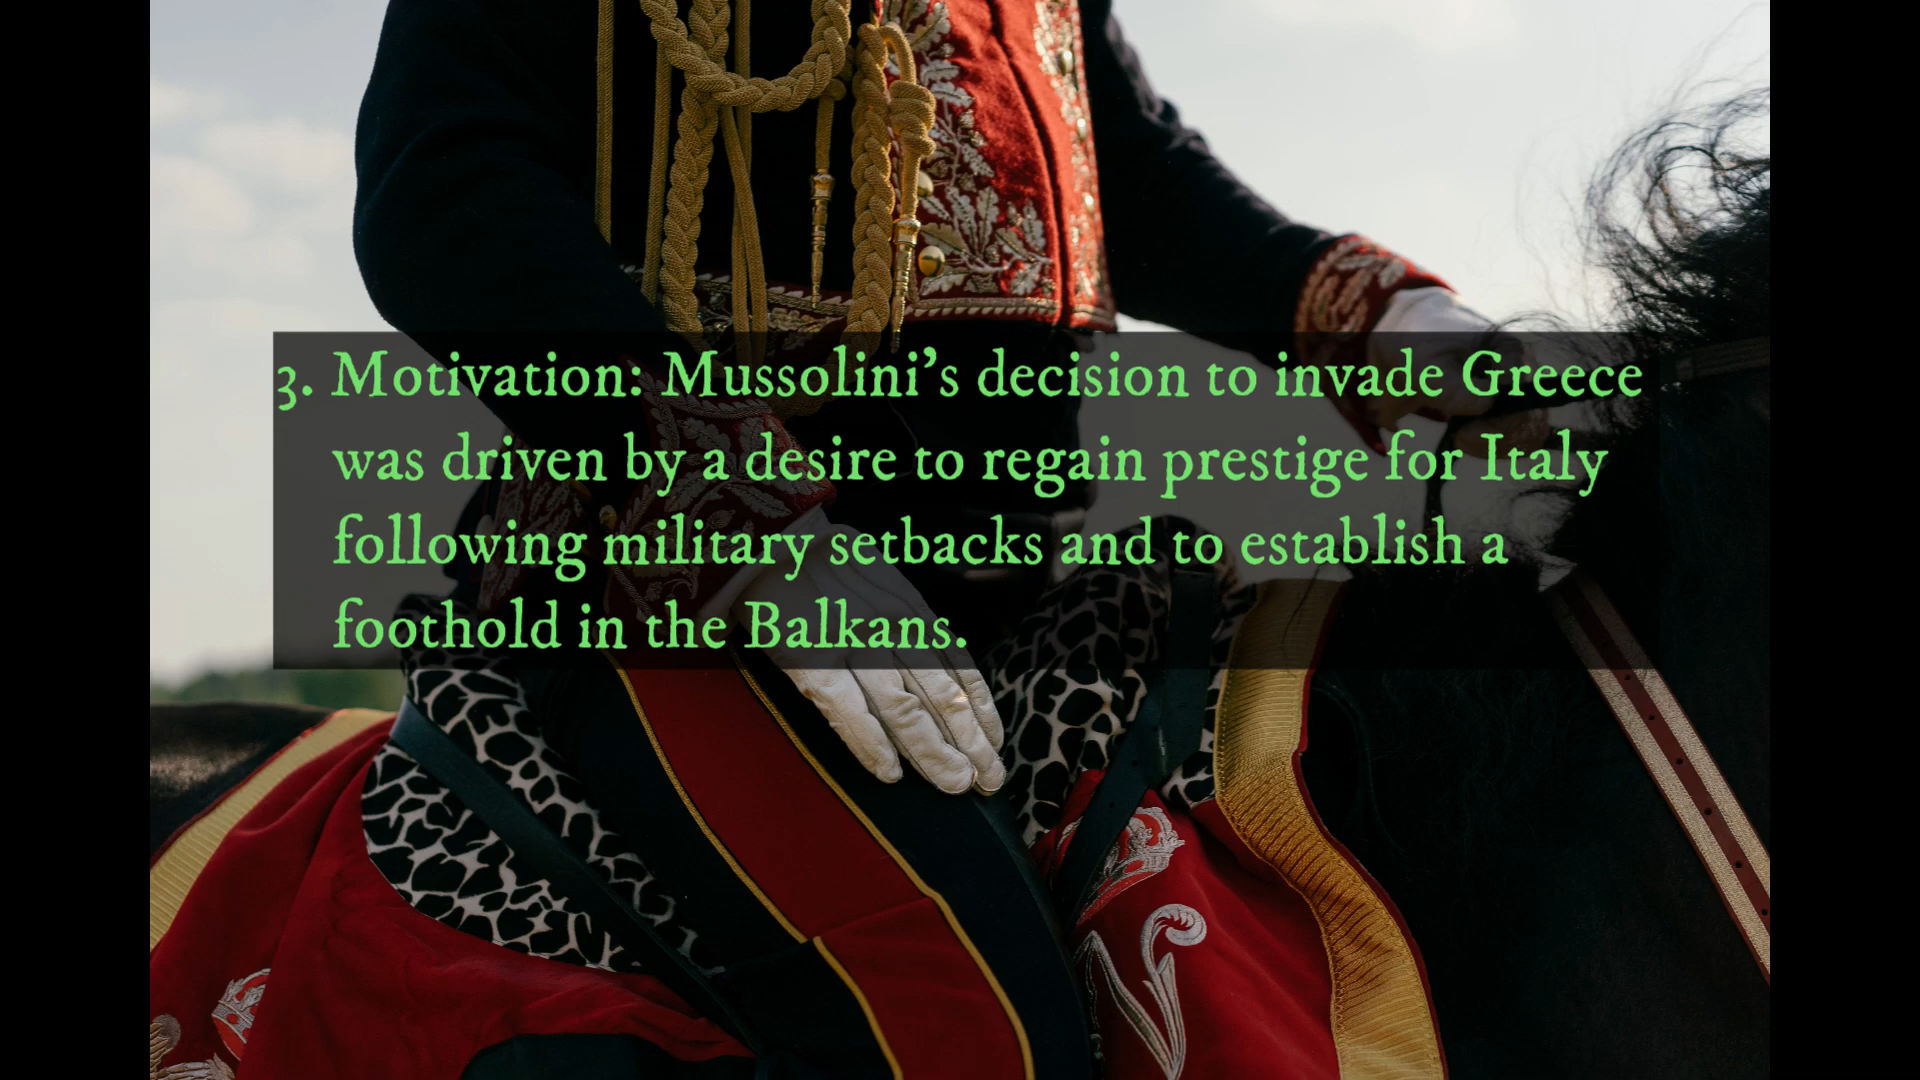 3. Motivation: Mussolini's decision to invade Greece
was driven by a desire to regain prestige for Italy
following military setbacks and to establish a
foothold in the Balkans.